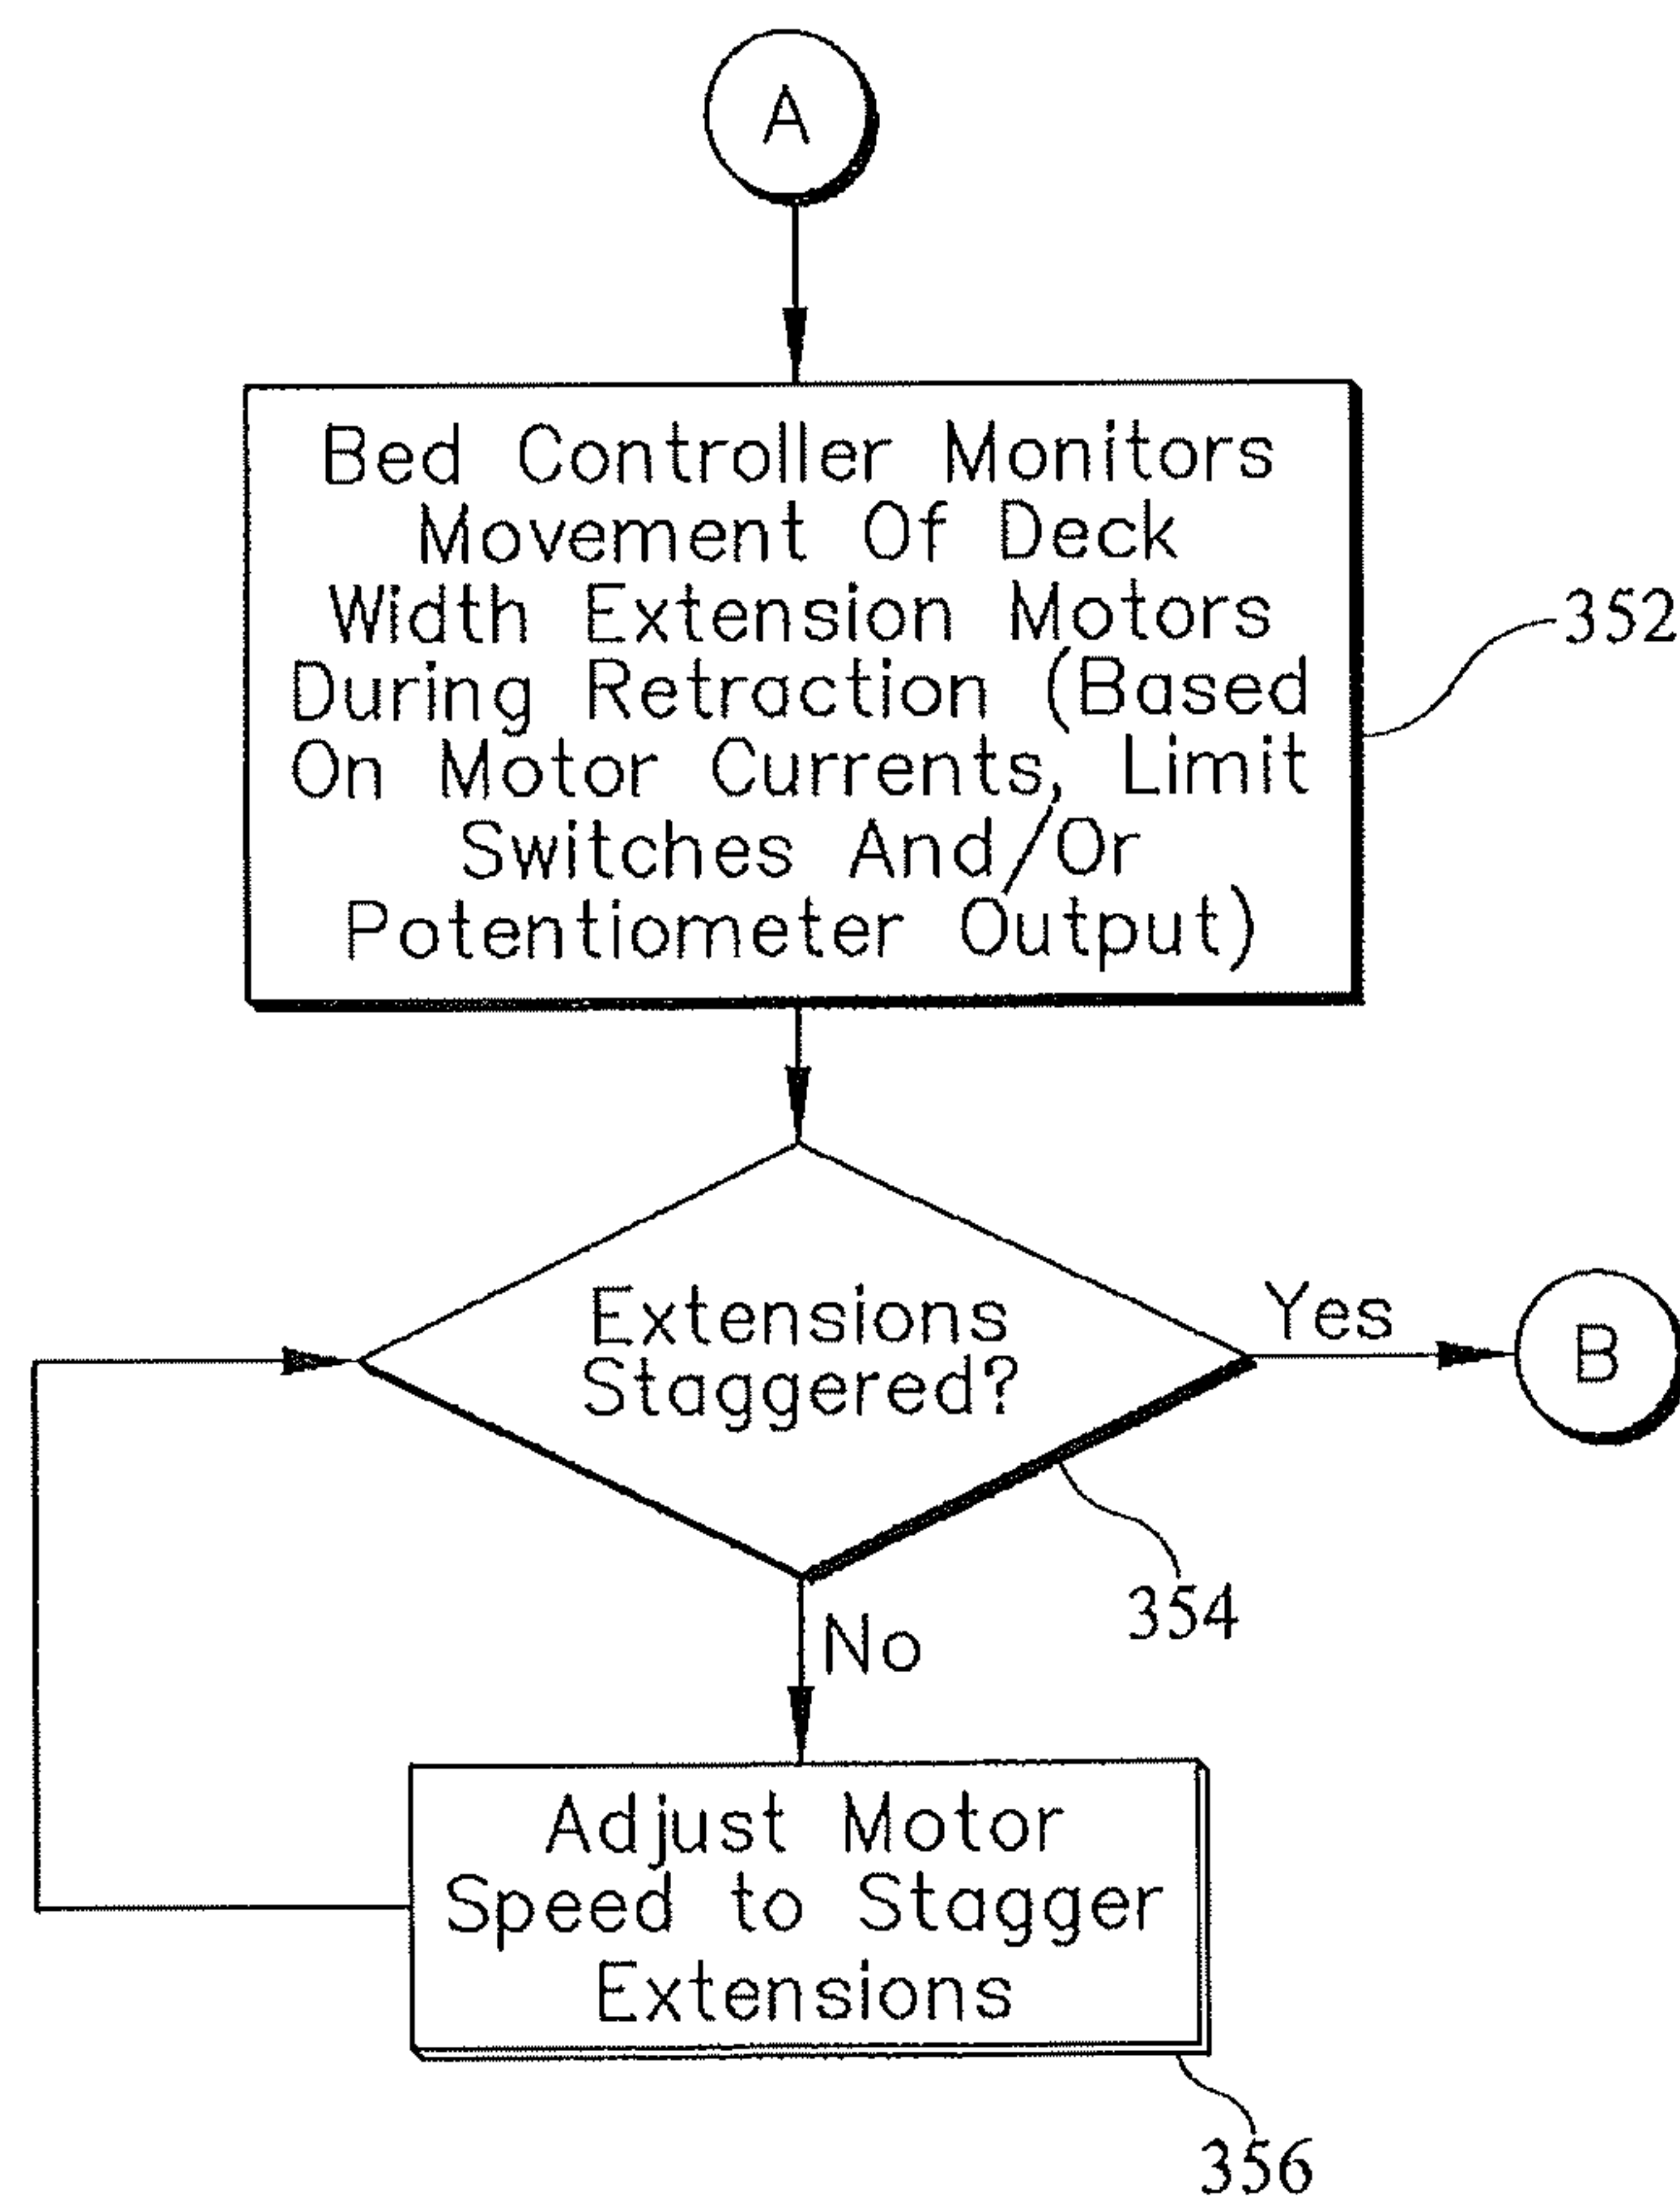 A
Bed Controller Monitors
Movement Of Deck
Width Extension Motors
During Retraction (Based
On Motor Currents, Limit
Switches And/Or
Potentiometer Output)
352
Extensions
Staggered?
Yes
B
354
No
Adjust Motor
Speed to Stagger
Extensions
356